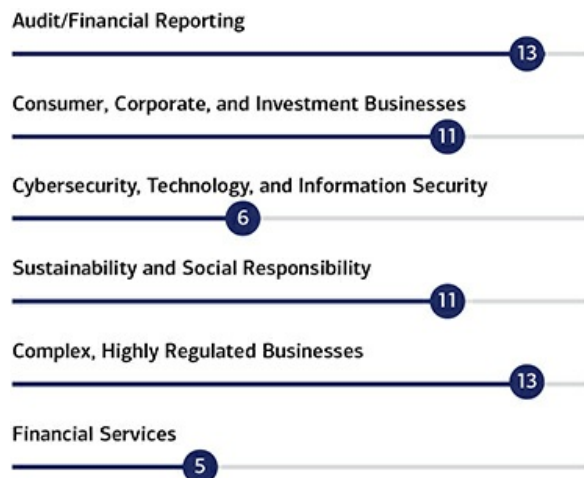 Audit/Financial Reporting
13
Consumer, Corporate, and Investment Businesses
11
Cybersecurity, Technology, and Information Security
6
Sustainability and Social Responsibility
11
Complex, Highly Regulated Businesses
13
Financial Services
5